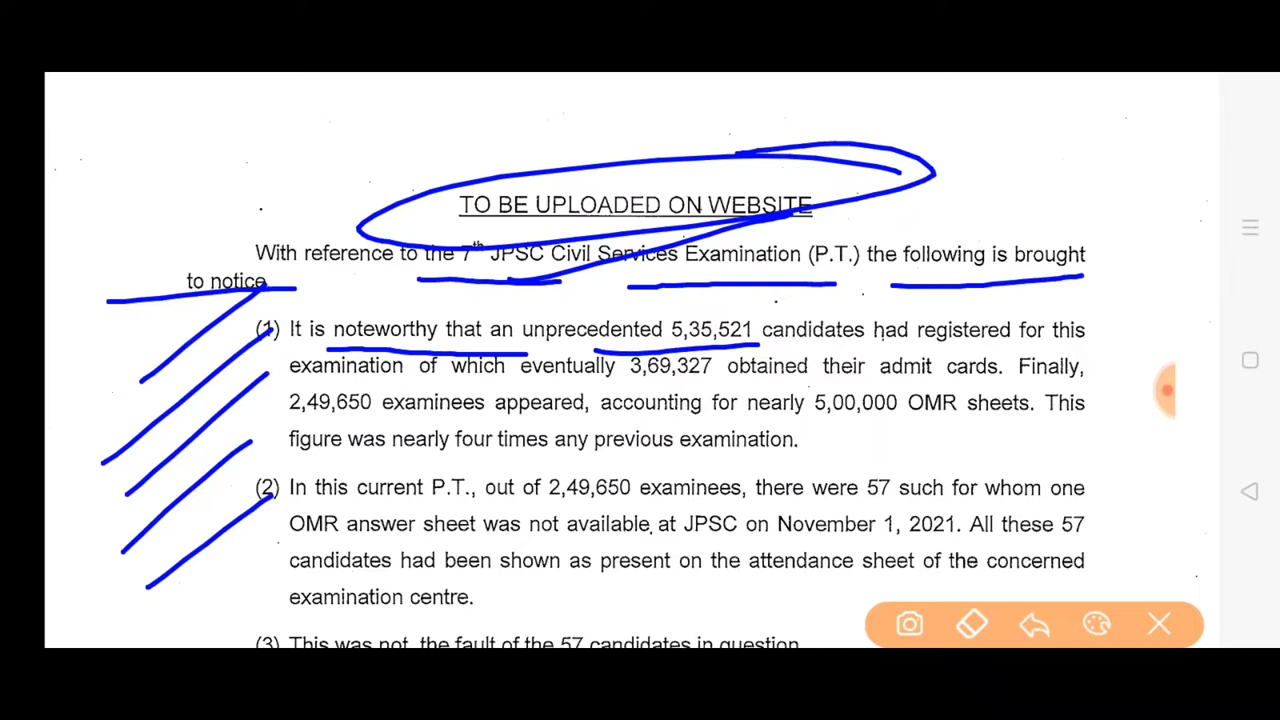 TO BE UPLOADED ON WEBSITE
With reference to the 7th JPSC Civil Services Examination (P.T.) the following is brought
to notice
(1) It is noteworthy that an unprecedented 5,35,521 candidates had registered for this
examination of which eventually 3,69,327 obtained their admit cards. Finally,
2,49,650 examinees appeared, accounting for nearly 5,00,000 OMR sheets. This
figure was nearly four times any previous examination.
(2) In this current P.T., out of 2,49,650 examinees, there were 57 such for whom one
OMR answer sheet was not available at JPSC on November 1, 2021. All these 57
candidates had been shown as present on the attendance sheet of the concerned
examination centre.
(3) This was not the fault of the 57 candidates in question